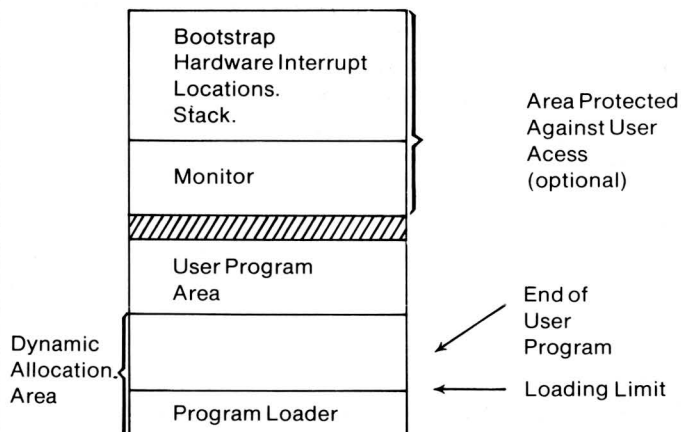 Bootstrap
Hardware Interrupt
Locations.
Stack.
Monitor
Area Protected
Against User
Acess
(optional)
User Program
Area
End of
User
Program
Dynamic
Allocation
Area
Loading Limit
Program Loader